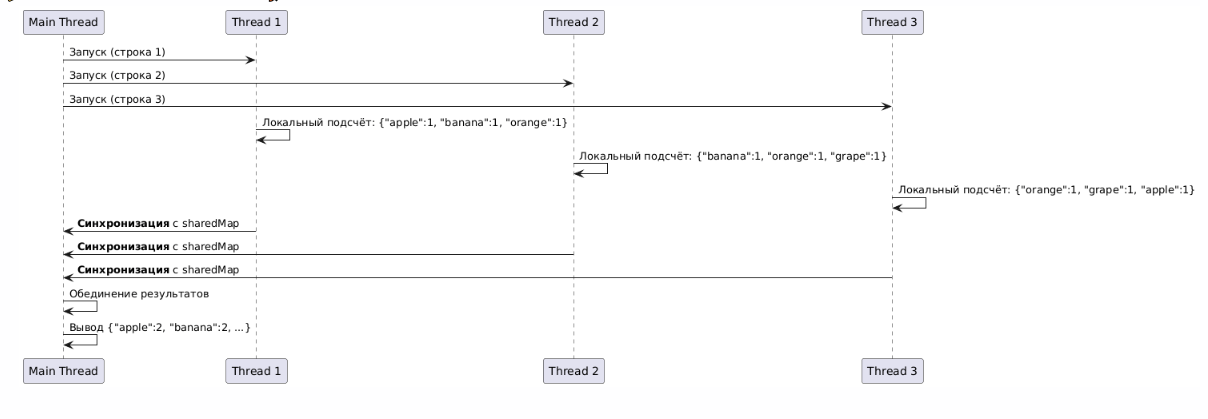 Main Thread
Thread 1
Thread 2
Thread 3
Запуск (строка 1)
Запуск (строка 2)
Запуск (строка 3)
Локальный подсчёт: {"apple":1, "banana":1, "orange":1}
Локальный подсчёт: {"banana":1, "orange":1, "grape":1}
Локальный подсчёт: {"orange":1, "grape":1, "apple":1}
Синхронизация с sharedMap
Синхронизация с sharedMap
Синхронизация с sharedMap
Обединение результатов
Вывод {"apple":2, "banana":2, ...}
Main Thread
Thread 1
Thread 2
Thread 3